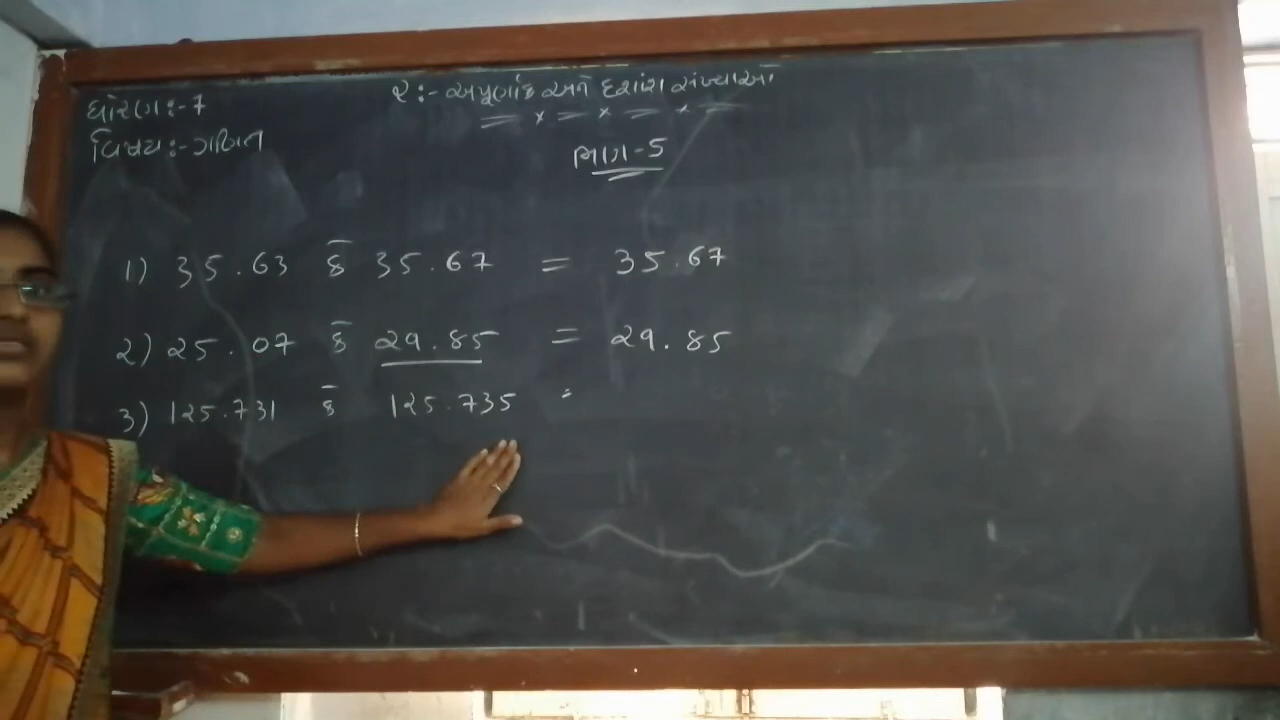 ધોરણ:-7
૨:- અપૂર્ણાંક અને દશાંશ સંખ્યાઓ
વિષય:- ગણિત
ભાગ-5
1) 35.63 કે 35.67 = 35.67
2) 25.07 કે 29.85 = 29.85
3) 125.731 કે 125.735 =